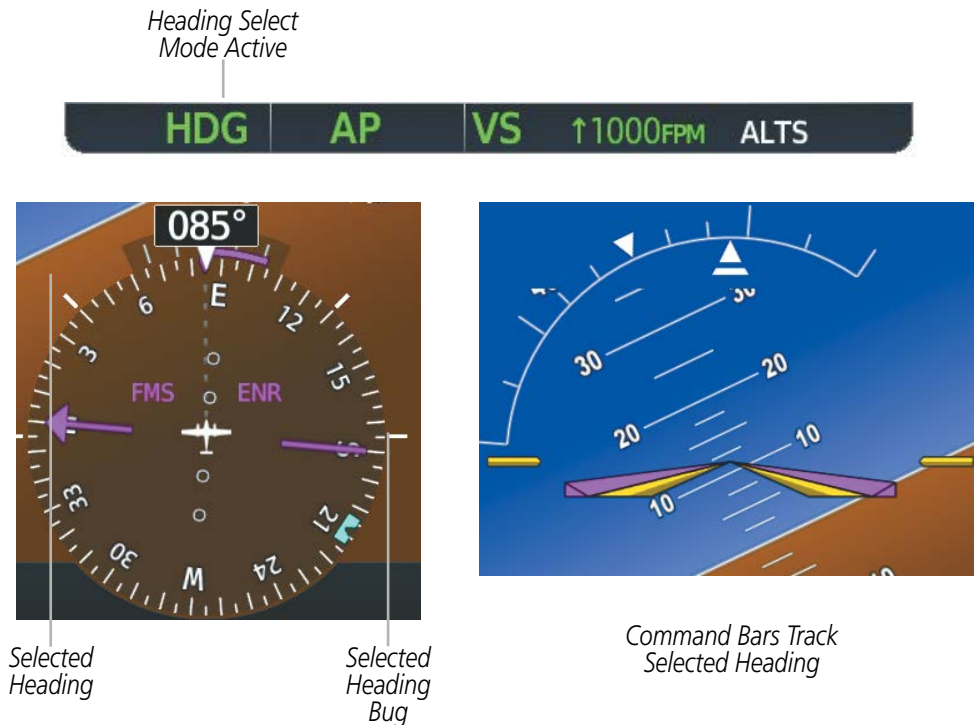 Heading Select
Mode Active
HDG AP VS ↑1000FPM ALTS
085°
E
6
12
3
15
FMS ENR
33
21
30
24
W
30
30
20
20
10
10
Selected
Heading
Selected
Heading
Bug
Command Bars Track
Selected Heading